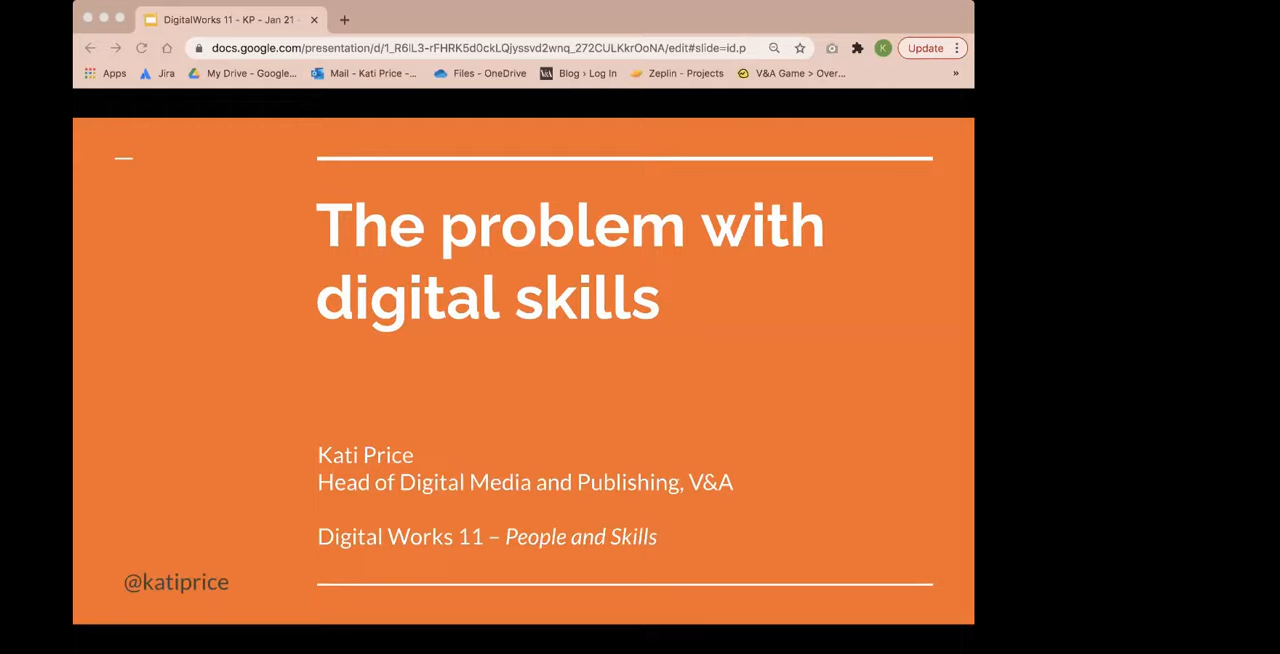 DigitalWorks 11 - KP - Jan 21 -
docs.google.com/presentation/d/1_R6iL3-rFHRK5d0ckLQjyssvd2wnq_272CULKkrOoNA/edit#slide=id.p
K
Update
Apps
Jira
My Drive - Google...
Mail - Kati Price -...
Files - OneDrive
V&A
Blog › Log In
Zeplin - Projects
V&A Game > Over...
»
The problem with
digital skills
Kati Price
Head of Digital Media and Publishing, V&A
Digital Works 11 – People and Skills
@katiprice